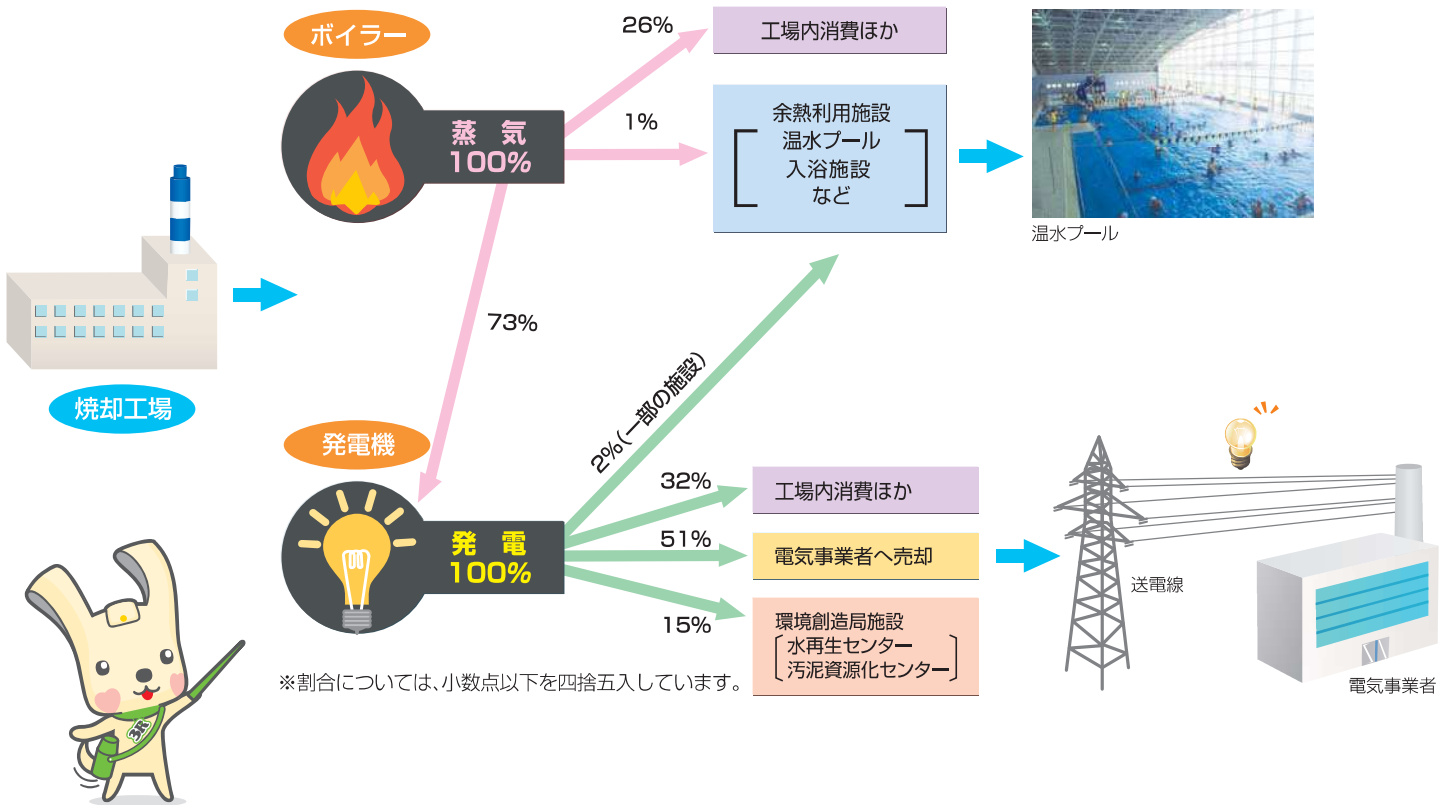 ボイラー
蒸気
100%
26%
工場内消費ほか
1%
余熱利用施設
温水プール
入浴施設
など
温水プール
73%
焼却工場
発電機
発電
100%
2%(一部の施設)
32%
工場内消費ほか
51%
電気事業者へ売却
15%
環境創造局施設
水再生センター
汚泥資源化センター
送電線
電気事業者
※割合については、小数点以下を四捨五入しています。
3R